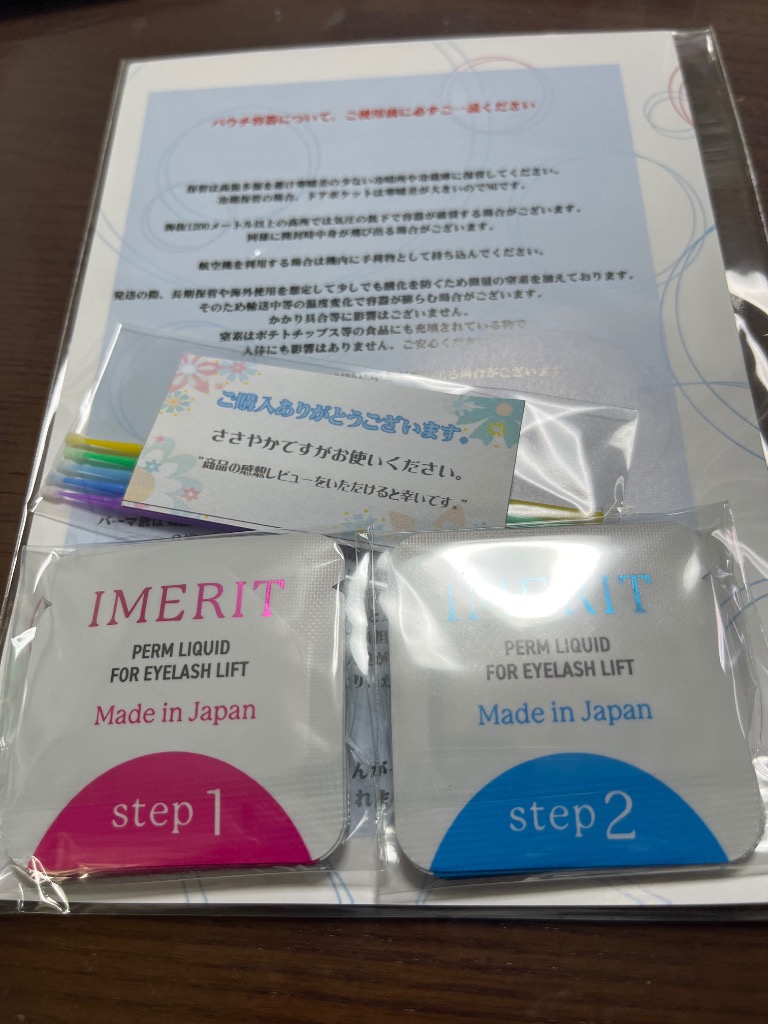 パウチ容器について、ご使用前に必ずご一読ください
保管は高温多湿を避け寒暖差の少ない冷暗所や冷蔵庫に保管してください。
冷蔵保管の場合、ドアポケットは寒暖差が大きいのでNGです。
海抜1200メートル以上の高所では気圧の低下で容器が破裂する場合がございます。
同様に開封時中身が飛び出る場合がございます。
航空機を利用する場合は機内に手荷物として持ち込んでください。
発送の際、長期保管や海外使用を想定して少しでも酸化を防ぐため微量の窒素を加えております。
そのため輸送中等の温度変化で容器が膨らむ場合がございます。
かかり具合等に影響はございません。
窒素はポテトチップス等の食品にも充填されている物で
人体にも影響はありません。ご安心くださ
場合がございます。
ご購入ありがとうございます。
ささやかですがお使いください。
"商品の感想レビューをいただけると幸いです。"
パーマ液は
IMERIT
PERM LIQUID
FOR EYELASH LIFT
Made in Japan
step 1
IMERIT
PERM LIQUID
FOR EYELASH LIFT
Made in Japan
step 2